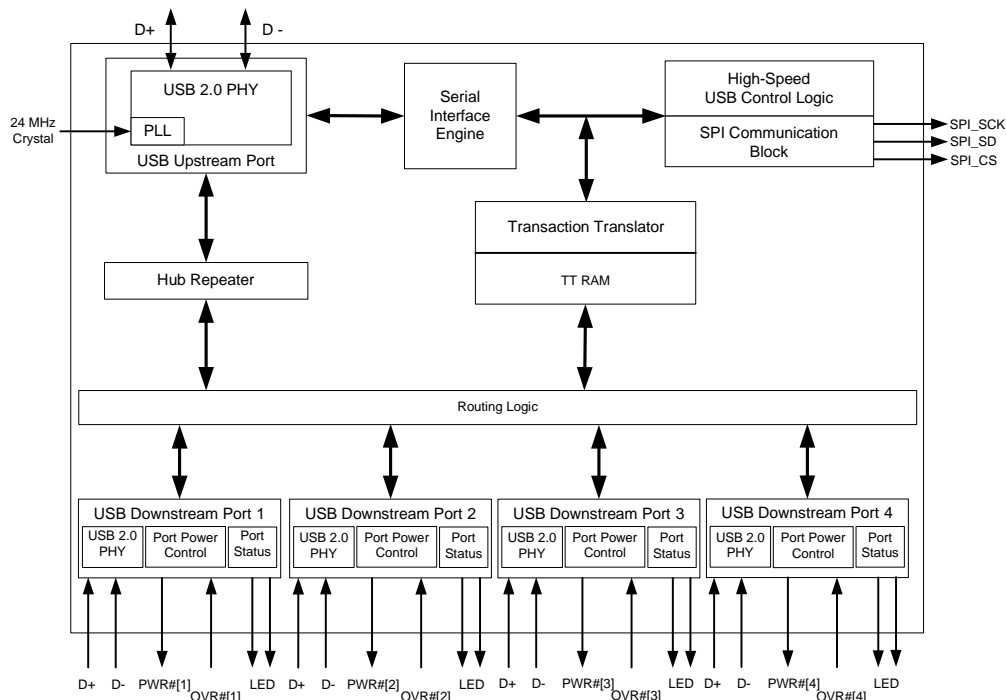 D+ D -
USB 2.0 PHY
PLL
USB Upstream Port
24 MHz
Crystal
Serial
Interface
Engine
High-Speed
USB Control Logic
SPI Communication
Block
SPI_SCK
SPI_SD
SPI_CS
Transaction Translator
TT RAM
Hub Repeater
Routing Logic
USB Downstream Port 1
USB 2.0
PHY
Port Power
Control
Port
Status
USB Downstream Port 2
USB 2.0
PHY
Port Power
Control
Port
Status
USB Downstream Port 3
USB 2.0
PHY
Port Power
Control
Port
Status
USB Downstream Port 4
USB 2.0
PHY
Port Power
Control
Port
Status
D+ D- PWR#[1] OVR#[1] LED
D+ D- PWR#[2] OVR#[2] LED
D+ D- PWR#[3] OVR#[3] LED
D+ D- PWR#[4] OVR#[4] LED